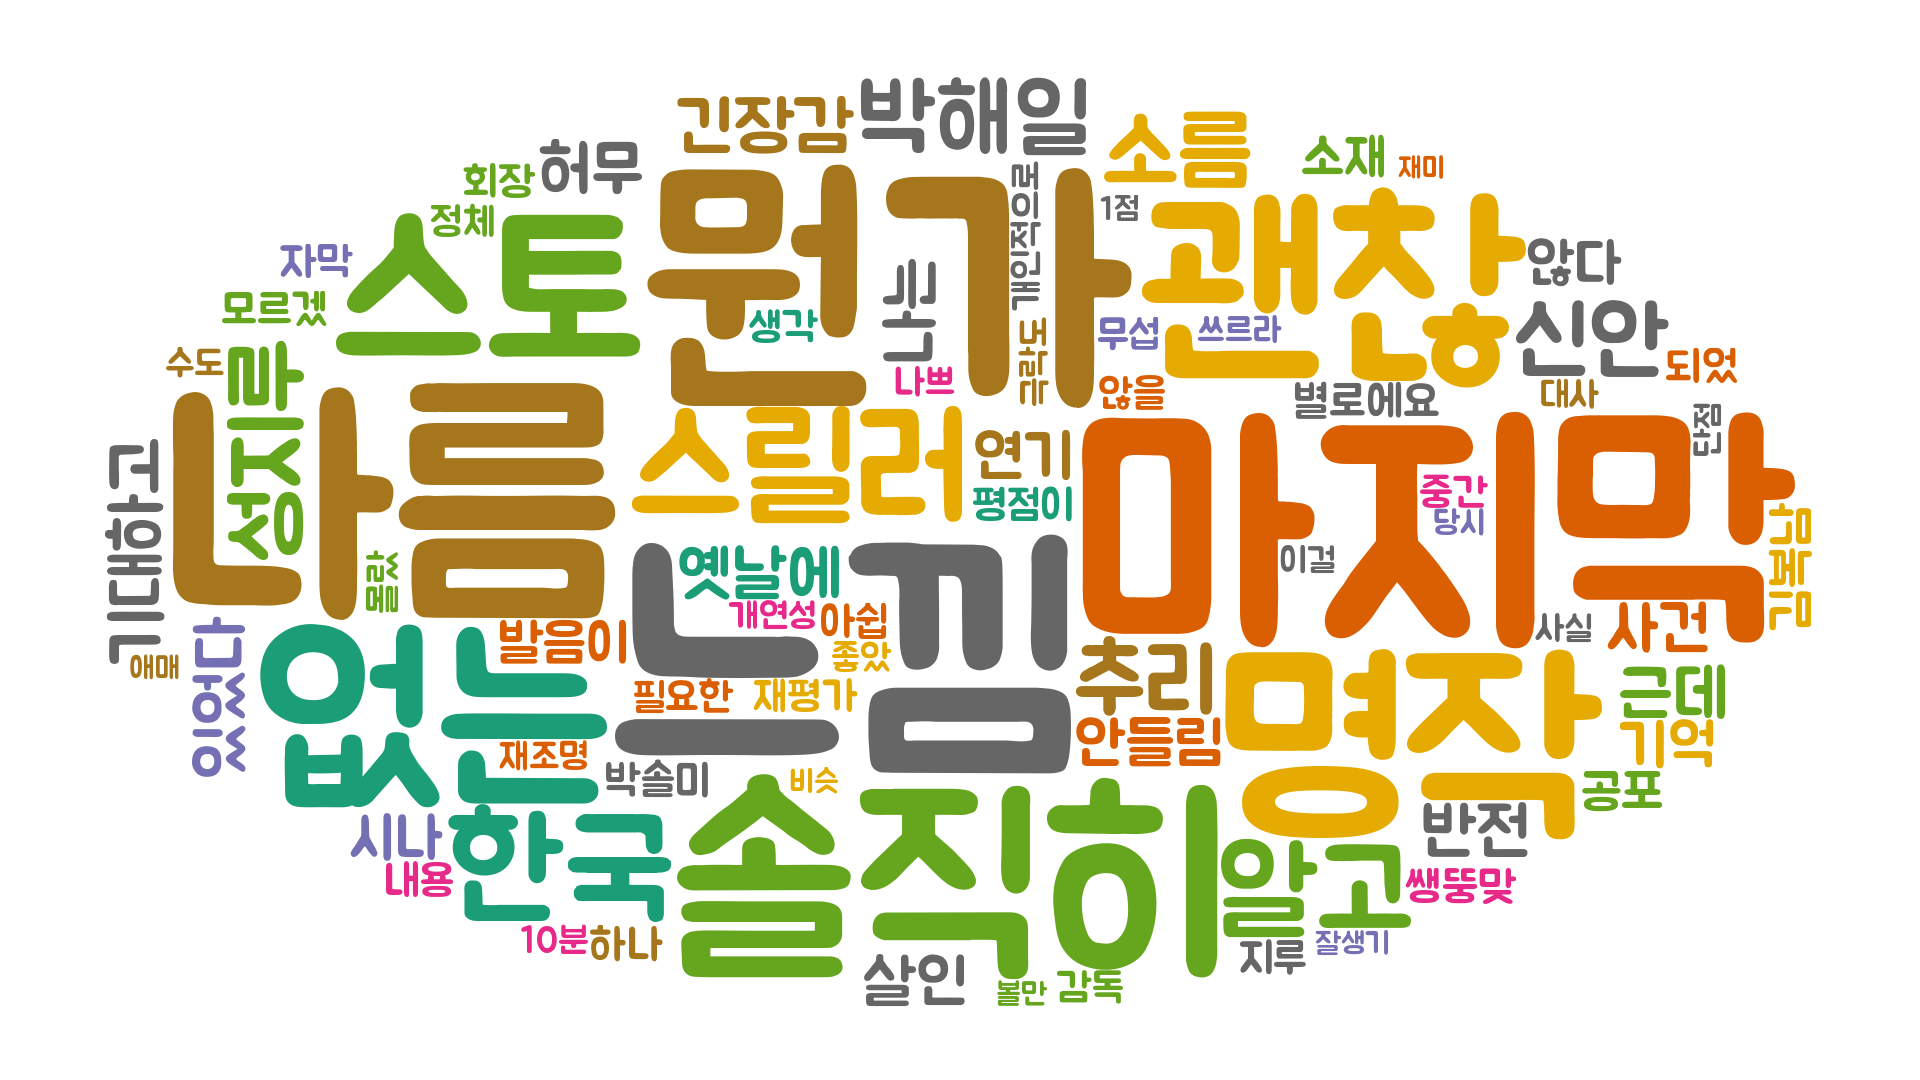 긴장감
박해일
소름
소재
재미
허무
회장
정체
뭔가
개인적으로
1점
괜찮
않다
자막
스토
모르겠
나는
생각
무섭
쓰르라
신안
수도
성지루
나쁘
극락도
않을
별로에요
대사
되었
단점
기대하고
나름
스릴러
연기
평점이
마지막
중간
당시
이걸
몰랐
옛날에
느낌
개연성
아쉽
좋았
사실
사건
애매
있었다
없는
발음이
필요한
재평가
추리
안들림
명작
근데
기억
재조명
박솔미
비슷
공포
시나
한국
솔직히
알고
반전
내용
쌩뚱맞
10분
하나
지루
잘생기
살인
볼만
감독